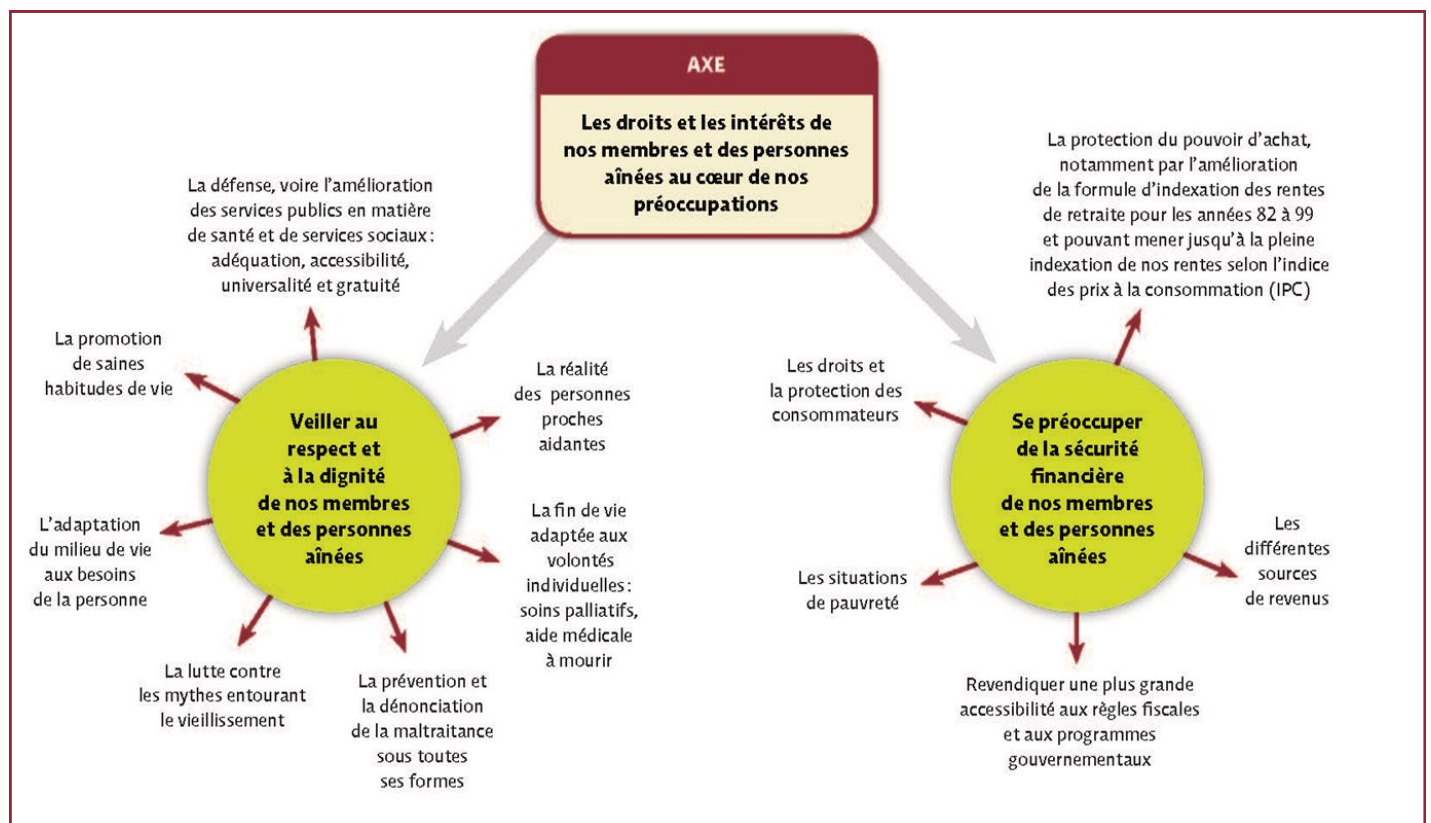 AXE
Les droits et les intérêts de
nos membres et des personnes
aînées au cœur de nos
préoccupations
La défense, voire l'amélioration
des services publics en matière
de santé et de services sociaux :
adéquation, accessibilité,
universalité et gratuité
La promotion
de saines
habitudes de vie
L'adaptation
du milieu de vie
aux besoins
de la personne
La lutte contre
les mythes entourant
le vieillissement
La prévention et
la dénonciation
de la maltraitance
sous toutes
ses formes
La fin de vie
adaptée aux
volontés
individuelles :
soins palliatifs,
aide médicale
à mourir
La réalité
des personnes
proches
aidantes
Veiller au
respect et
à la dignité
de nos membres
et des personnes
aînées
La protection du pouvoir d'achat,
notamment par l'amélioration
de la formule d'indexation des rentes
de retraite pour les années 82 à 99
et pouvant mener jusqu'à la pleine
indexation de nos rentes selon l'indice
des prix à la consommation (IPC)
Les droits et
la protection des
consommateurs
Se préoccuper
de la sécurité
financière
de nos membres
et des personnes
aînées
Les situations
de pauvreté
Les
différentes
sources
de revenus
Revendiquer une plus grande
accessibilité aux règles fiscales
et aux programmes
gouvernementaux